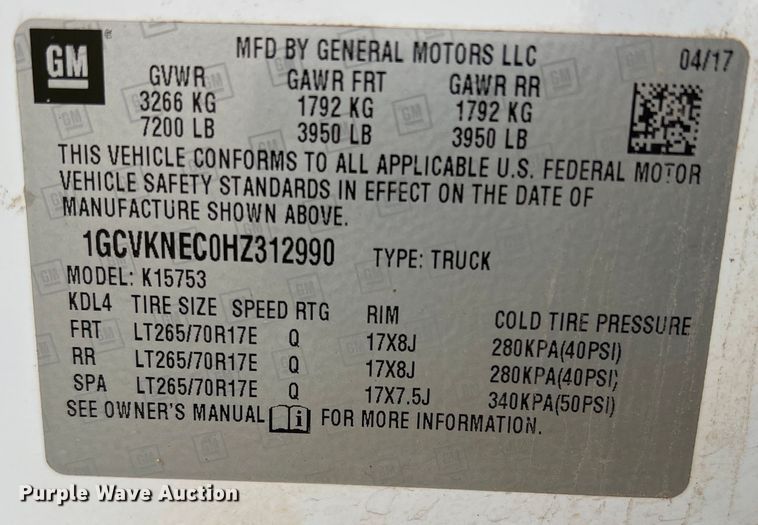 GM
MFD BY GENERAL MOTORS LLC 04/17
GVWR GAWR FRT GAWR RR
3266 KG 1792 KG 1792 KG
7200 LB 3950 LB 3950 LB
THIS VEHICLE CONFORMS TO ALL APPLICABLE U.S. FEDERAL MOTOR
VEHICLE SAFETY STANDARDS IN EFFECT ON THE DATE OF
MANUFACTURE SHOWN ABOVE.
1GCVKNEC0HZ312990 TYPE: TRUCK
MODEL: K15753
KDL4 TIRE SIZE SPEED RTG RIM COLD TIRE PRESSURE
FRT LT265/70R17E Q 17X8J 280KPA(40PSI)
RR LT265/70R17E Q 17X8J 280KPA(40PSI)
SPA LT265/70R17E Q 17X7.5J 340KPA(50PSI)
SEE OWNER'S MANUAL i FOR MORE INFORMATION.
Purple Wave Auction